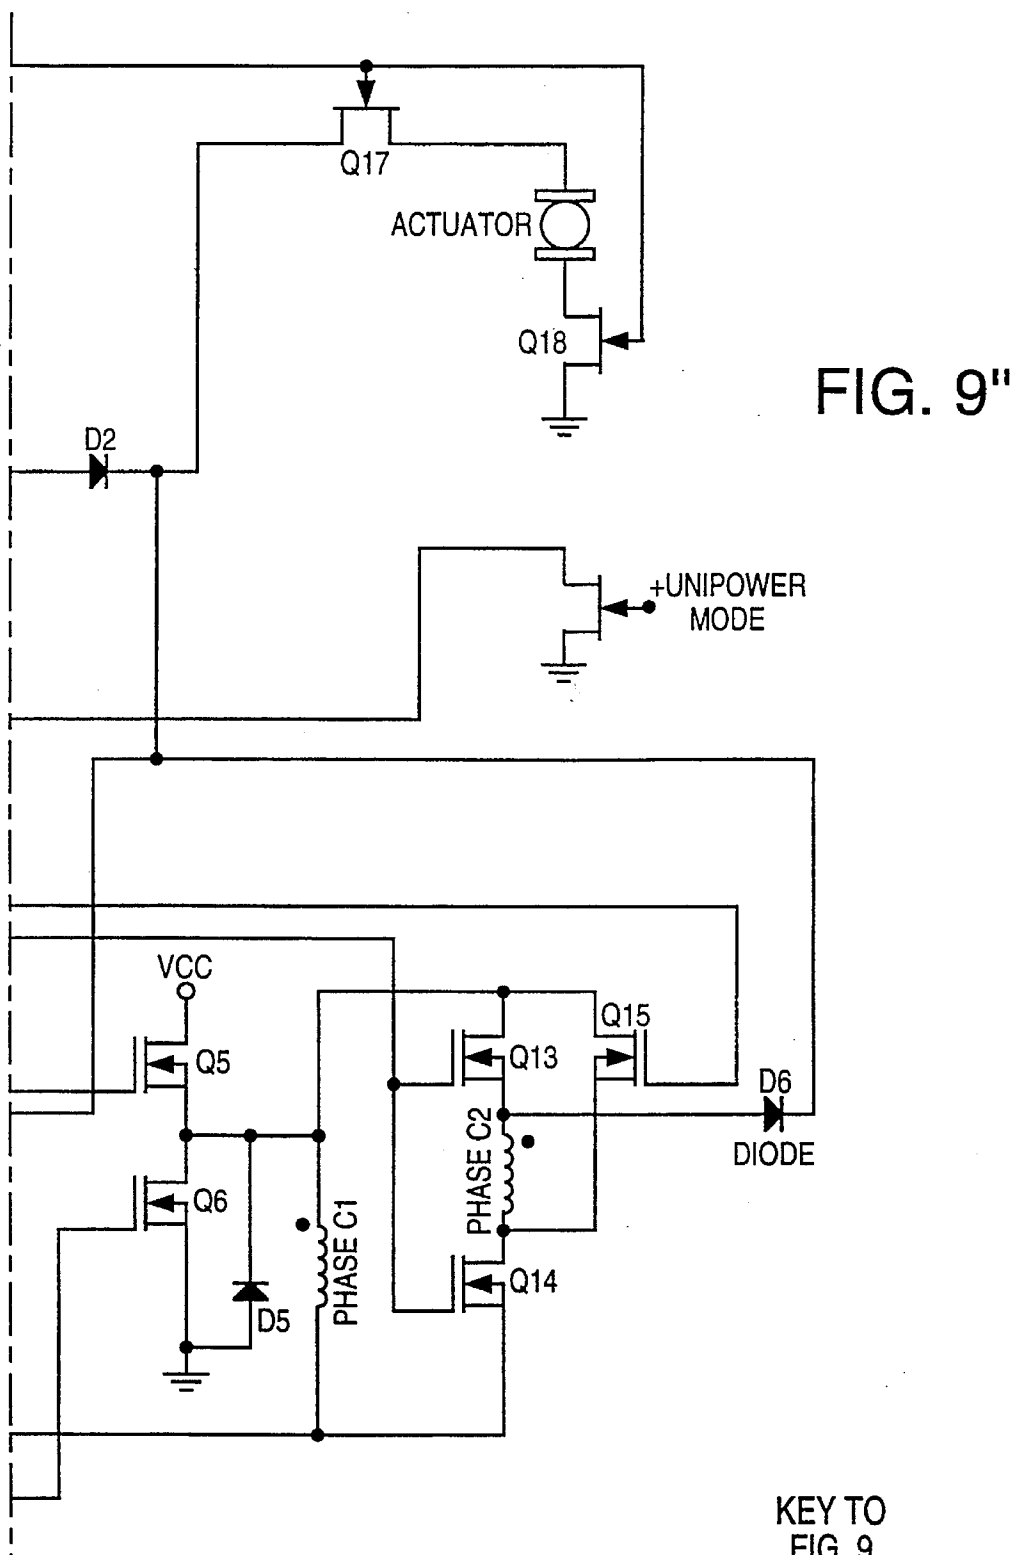 Q17
ACTUATOR
Q18
FIG. 9"
D2
+UNIPOWER
MODE
VCC
Q5
Q13
Q15
D6
DIODE
PHASE C2
Q6
PHASE C1
Q14
D5
KEY TO
FIG. 9